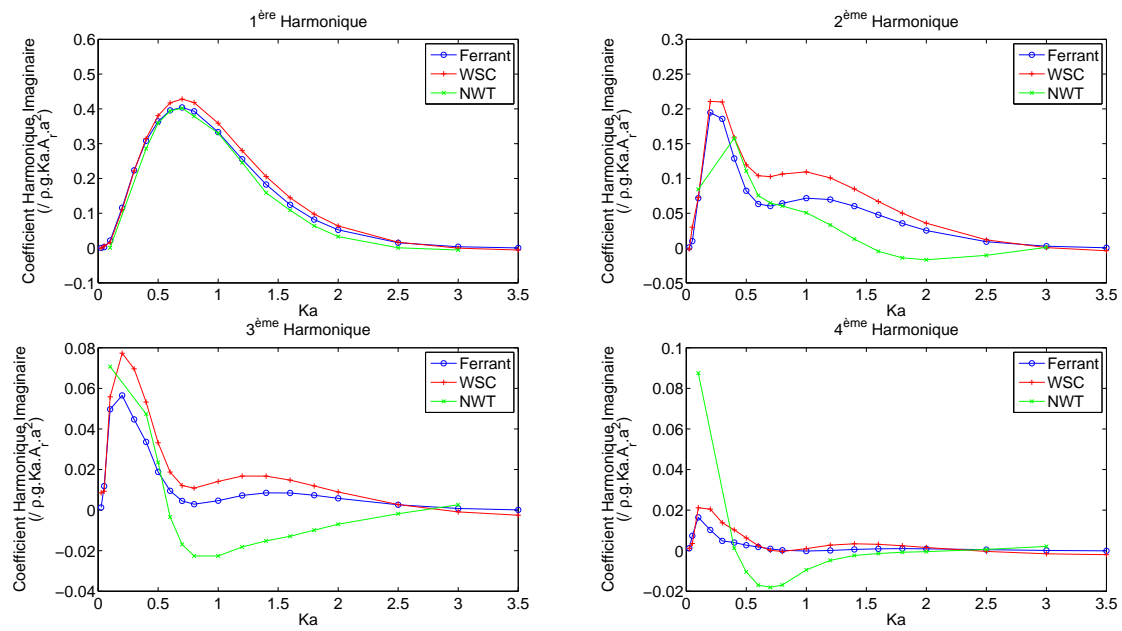 1ère Harmonique
Coefficient Harmonique Imaginaire
(/ ρ.g.Ka.Ar.a²)
0.6
0.5
0.4
0.3
0.2
0.1
0
−0.1
0 0.5 1 1.5 2 2.5 3 3.5
Ka
Ferrant
WSC
NWT
2ème Harmonique
Coefficient Harmonique Imaginaire
(/ ρ.g.Ka.Ar.a²)
0.3
0.25
0.2
0.15
0.1
0.05
0
−0.05
0 0.5 1 1.5 2 2.5 3 3.5
Ka
Ferrant
WSC
NWT
3ème Harmonique
Coefficient Harmonique Imaginaire
(/ ρ.g.Ka.Ar.a²)
0.08
0.06
0.04
0.02
0
−0.02
−0.04
0 0.5 1 1.5 2 2.5 3 3.5
Ka
Ferrant
WSC
NWT
4ème Harmonique
Coefficient Harmonique Imaginaire
(/ ρ.g.Ka.Ar.a²)
0.1
0.08
0.06
0.04
0.02
0
−0.02
0 0.5 1 1.5 2 2.5 3 3.5
Ka
Ferrant
WSC
NWT